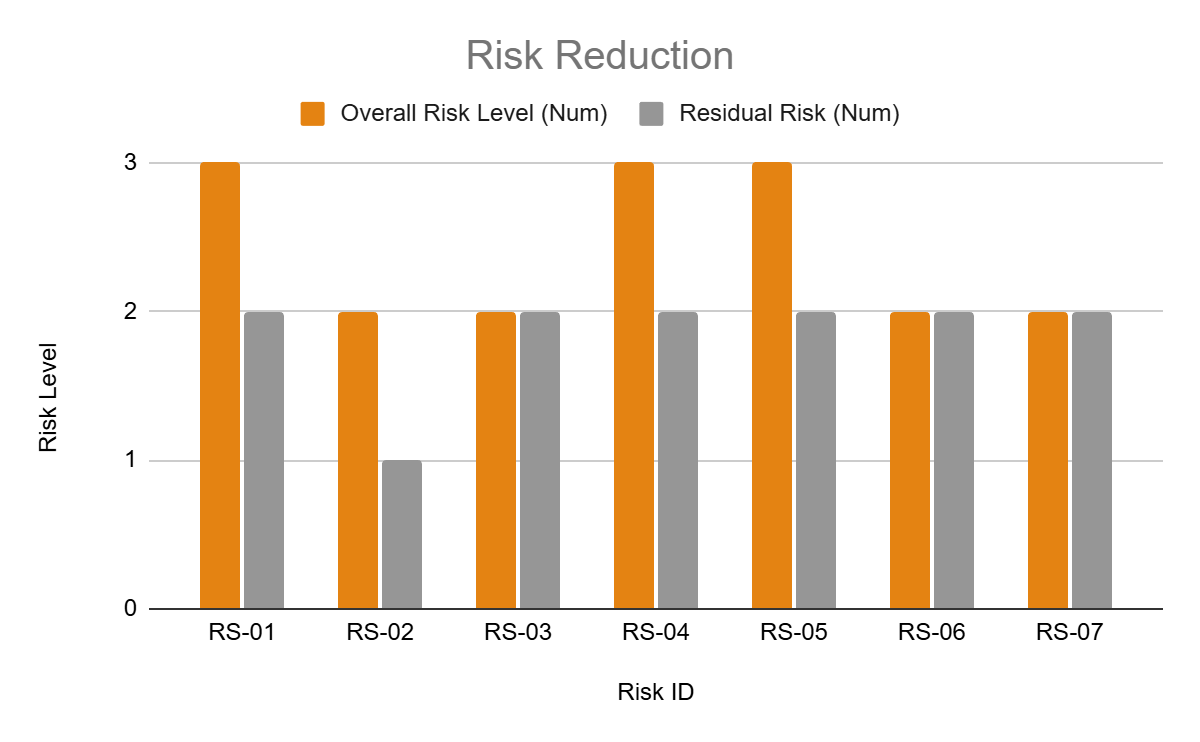 Risk Reduction
Overall Risk Level (Num) Residual Risk (Num)
3
2
1
0
Risk Level
RS-01 RS-02 RS-03 RS-04 RS-05 RS-06 RS-07
Risk ID